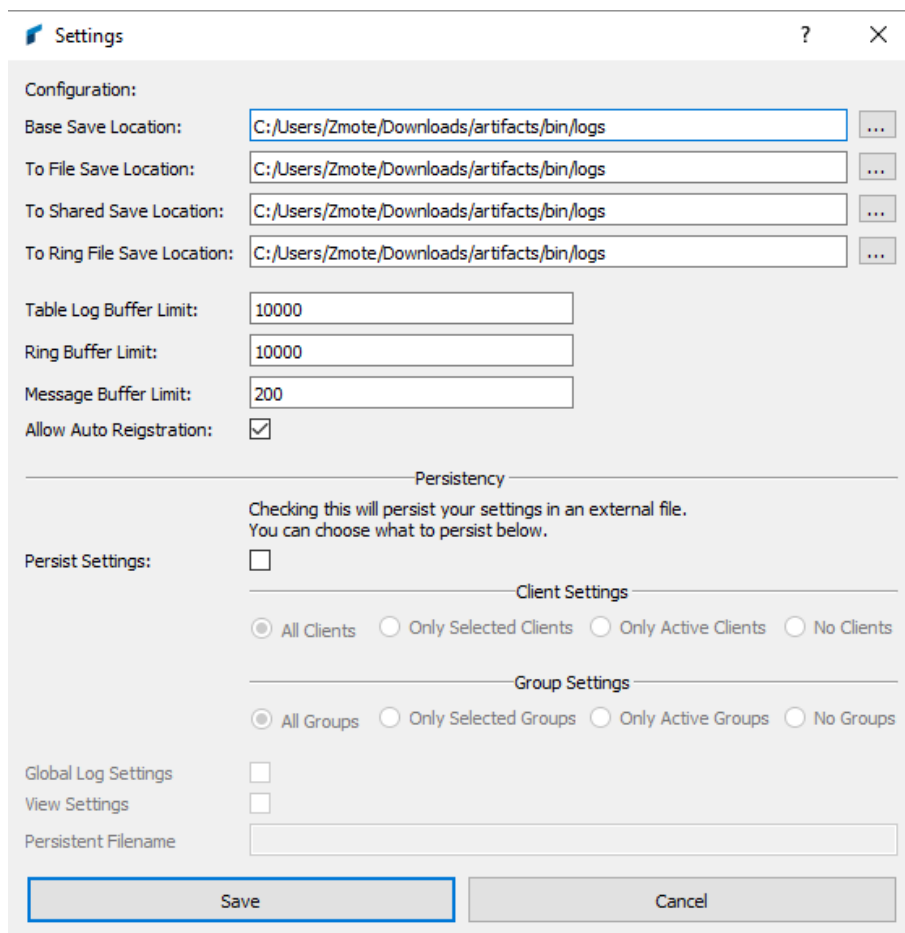 Settings
?
Configuration:
Base Save Location: C:/Users/Zmote/Downloads/artifacts/bin/logs ...
To File Save Location: C:/Users/Zmote/Downloads/artifacts/bin/logs ...
To Shared Save Location: C:/Users/Zmote/Downloads/artifacts/bin/logs ...
To Ring File Save Location: C:/Users/Zmote/Downloads/artifacts/bin/logs ...
Table Log Buffer Limit: 10000
Ring Buffer Limit: 10000
Message Buffer Limit: 200
Allow Auto Reigstration:
Persistency
Checking this will persist your settings in an external file.
You can choose what to persist below.
Persist Settings:
Client Settings
All Clients Only Selected Clients Only Active Clients No Clients
Group Settings
All Groups Only Selected Groups Only Active Groups No Groups
Global Log Settings
View Settings
Persistent Filename
Save Cancel